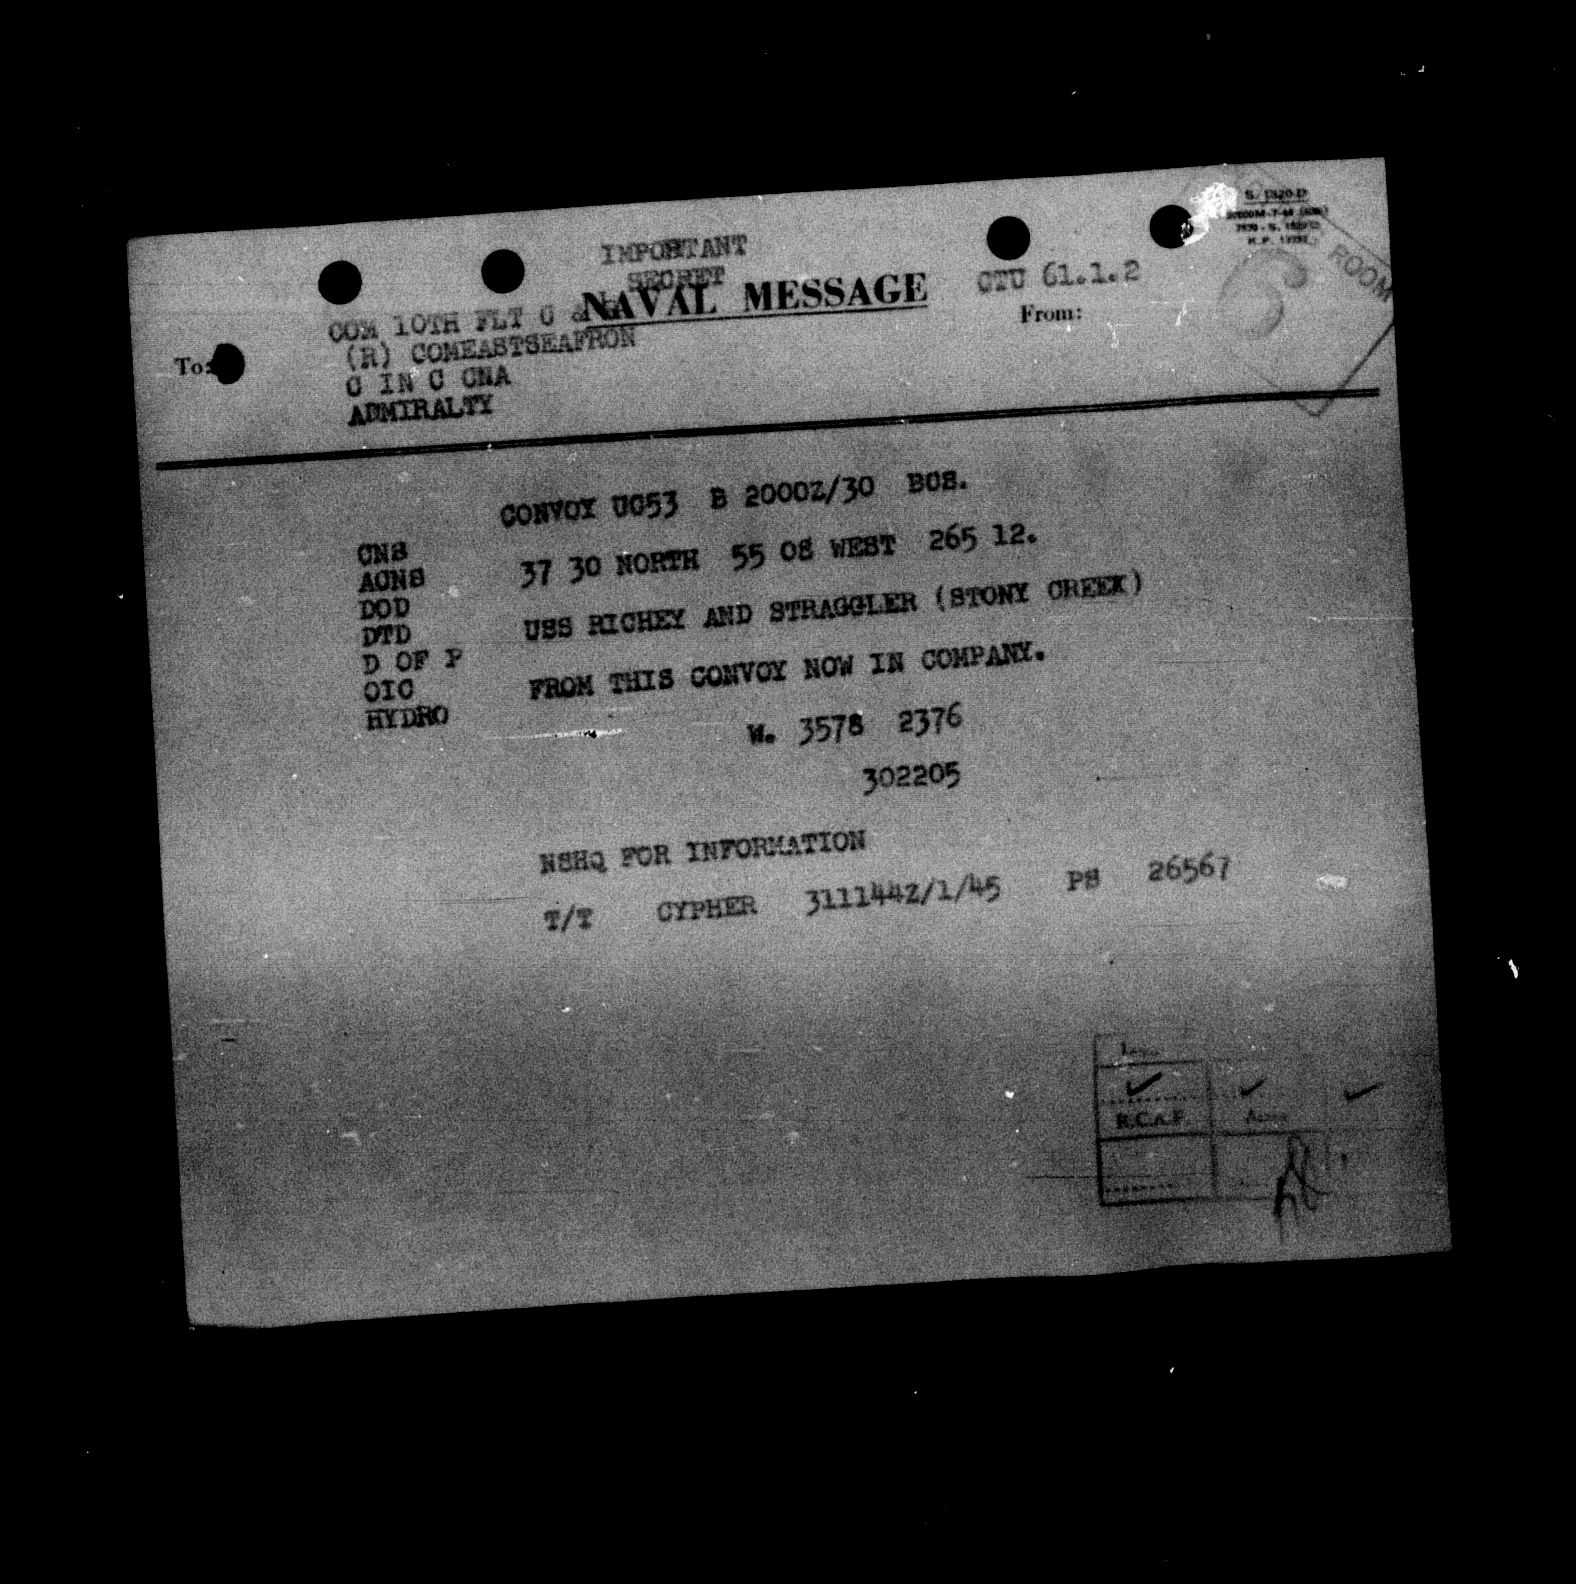 IMPORTANT
SECRET
NAVAL MESSAGE
CTU 61.1.2
From:
ROOM
To:
COM 10TH FLT C &
(R) COMEASTSEAFRON
C IN C CNA
ADMIRALTY
CONVOY UC53 B 2000Z/30 BCS.
37 30 NORTH 55 08 WEST 265 12.
USS RICHEY AND STRAGGLER (STONY CREEK)
FROM THIS CONVOY NOW IN COMPANY.
CNS
ACNS
DOD
DTD
D OF P
OIC
HYDRO
W. 3578 2376
302205
NSHQ FOR INFORMATION
T/T CYPHER 311144Z/1/45 PS 26567
R.C.A.F.